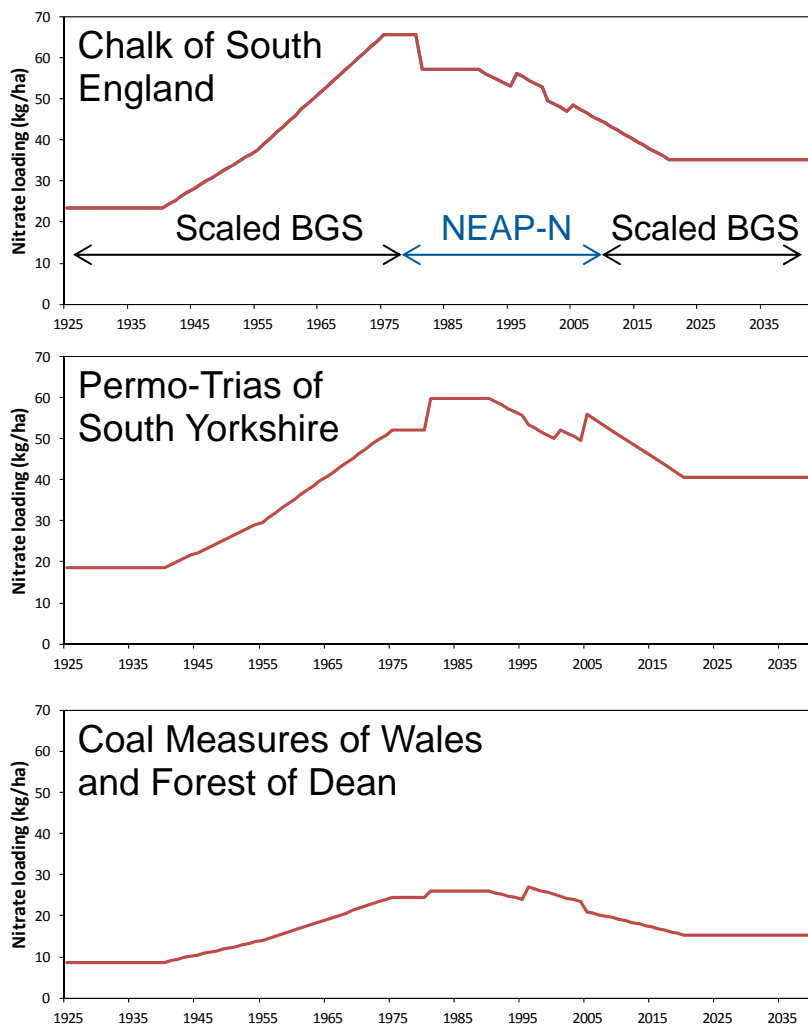 Chalk of South
England
Nitrate loading (kg/ha)
70
60
50
40
30
20
10
0
Scaled BGS NEAP-N Scaled BGS
1925 1935 1945 1955 1965 1975 1985 1995 2005 2015 2025 2035
Permo-Trias of
South Yorkshire
Nitrate loading (kg/ha)
70
60
50
40
30
20
10
0
1925 1935 1945 1955 1965 1975 1985 1995 2005 2015 2025 2035
Coal Measures of Wales
and Forest of Dean
Nitrate loading (kg/ha)
70
60
50
40
30
20
10
0
1925 1935 1945 1955 1965 1975 1985 1995 2005 2015 2025 2035